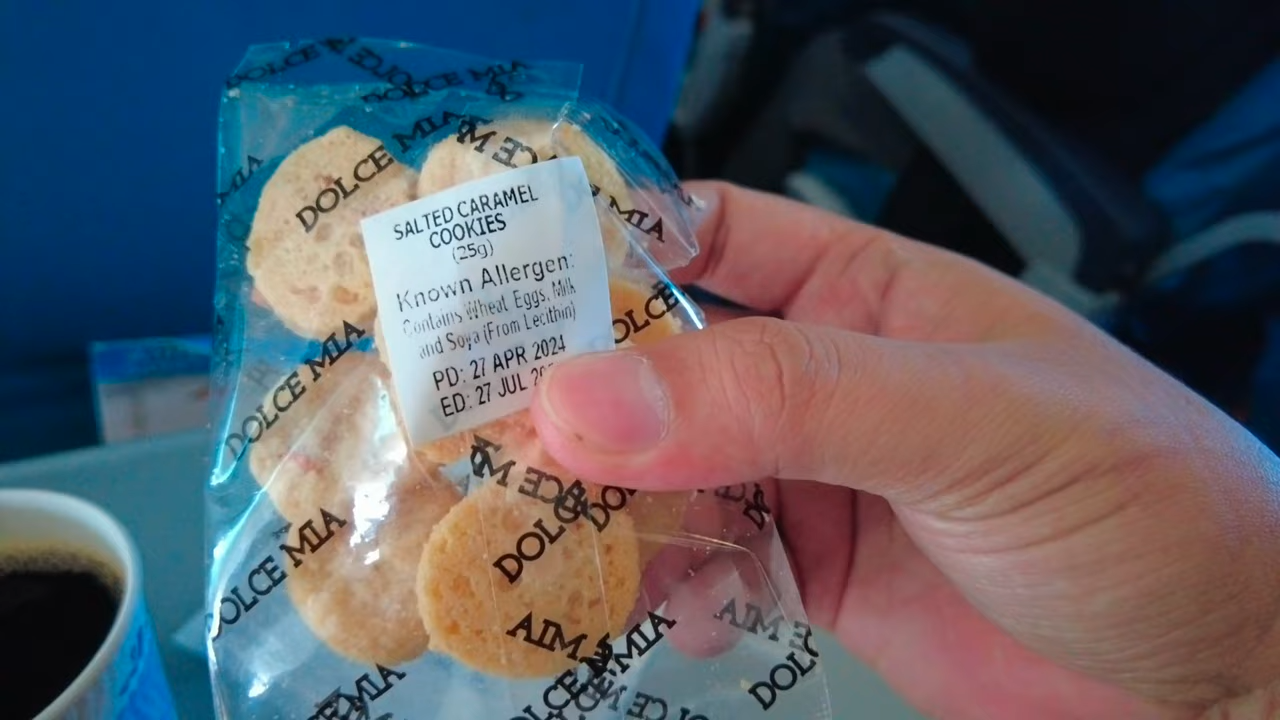 DOLCE MIA
DOLCE MIA
DOLCE MIA
SALTED CARAMEL
COOKIES
(25g)
Known Allergen:
Contains Wheat, Eggs, Milk
and Soya (From Lecithin)
PD: 27 APR 2024
ED: 27 JUL
DOLCE MIA
DOLCE MIA
DOLCE MIA